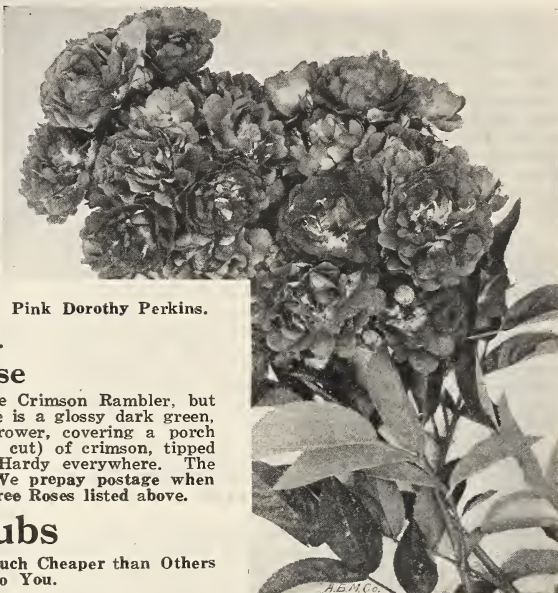 Pink Dorothy Perkins.
se
e Crimson Rambler, but
e is a glossy dark green,
rower, covering a porch
cut) of crimson, tipped
Hardy everywhere. The
We prepay postage when
ree Roses listed above.
ubs
uch Cheaper than Others
o You.
A.B.M.Co.